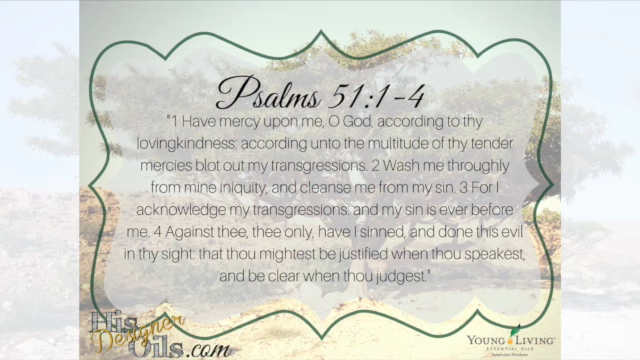 Psalms 51:1-4
"1 Have mercy upon me, O God, according to thy
lovingkindness: according unto the multitude of thy tender
mercies blot out my transgressions. 2 Wash me throughly
from mine iniquity, and cleanse me from my sin. 3 For I
acknowledge my transgressions: and my sin is ever before
me. 4 Against thee, thee only, have I sinned, and done this evil
in thy sight: that thou mightest be justified when thou speakest,
and be clear when thou judgest."
His
Designer
Oils.com
YOUNG LIVING
ESSENTIAL OILS